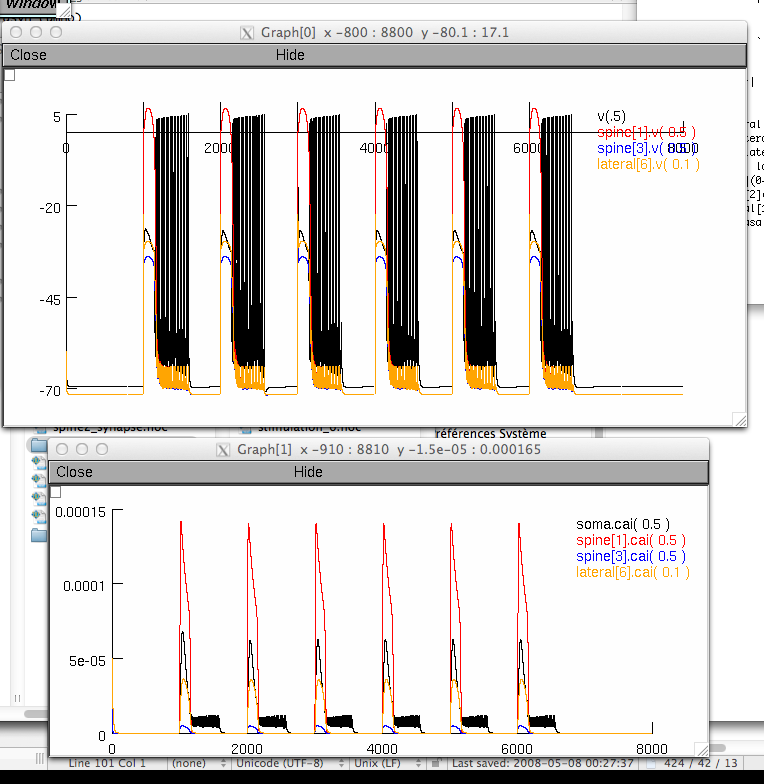 Window
Graph[0] x -800 : 8800 y -80.1 : 17.1
Close Hide
5
-20
-45
-70
0 2000 4000 6000 8000
v(.5)
spine[1].v( 0.5 )
spine[3].v( 0.5 )
lateral[6].v( 0.1 )
spine2_synapse.hoc
références Système
Graph[1] x -910 : 8810 y -1.5e-05 : 0.000165
Close Hide
0.00015
0.0001
5e-05
0
0 2000 4000 6000 8000
soma.cai( 0.5 )
spine[1].cai( 0.5 )
spine[3].cai( 0.5 )
lateral[6].cai( 0.1 )
Line 101 Col 1 (none) Unicode (UTF-8) Unix (LF) Last saved: 2008-05-08 00:27:37 424 / 42 / 13